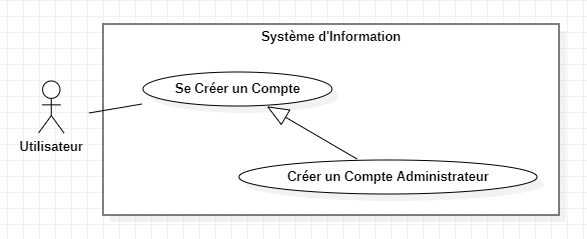 Système d'Information
Se Créer un Compte
Utilisateur
Créer un Compte Administrateur